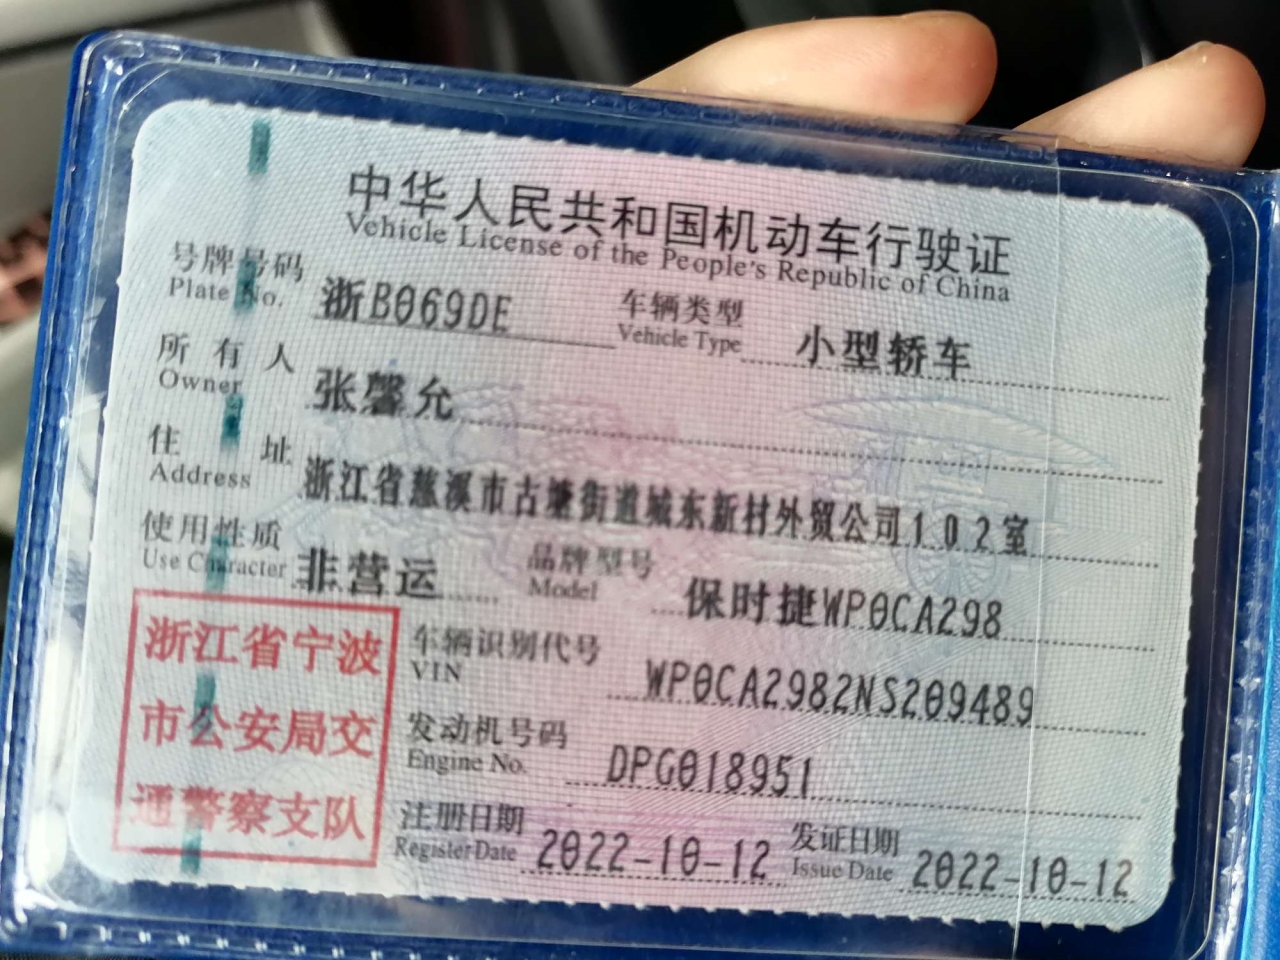 中华人民共和国机动车行驶证
Vehicle License of the People's Republic of China
号牌号码 浙B069DE 车辆类型 小型轿车
Plate No. Vehicle Type
所有人 张馨允
Owner
住址 浙江省慈溪市古塘街道城东新村外贸公司102室
Address
使用性质 非营运 品牌型号 保时捷WP0CA298
Use Character Model
浙江省宁波
市公安局交
通警察支队
车辆识别代号 WP0CA2982NS209489
VIN
发动机号码 DPG018951
Engine No.
注册日期 2022-10-12 发证日期 2022-10-12
Register Date Issue Date